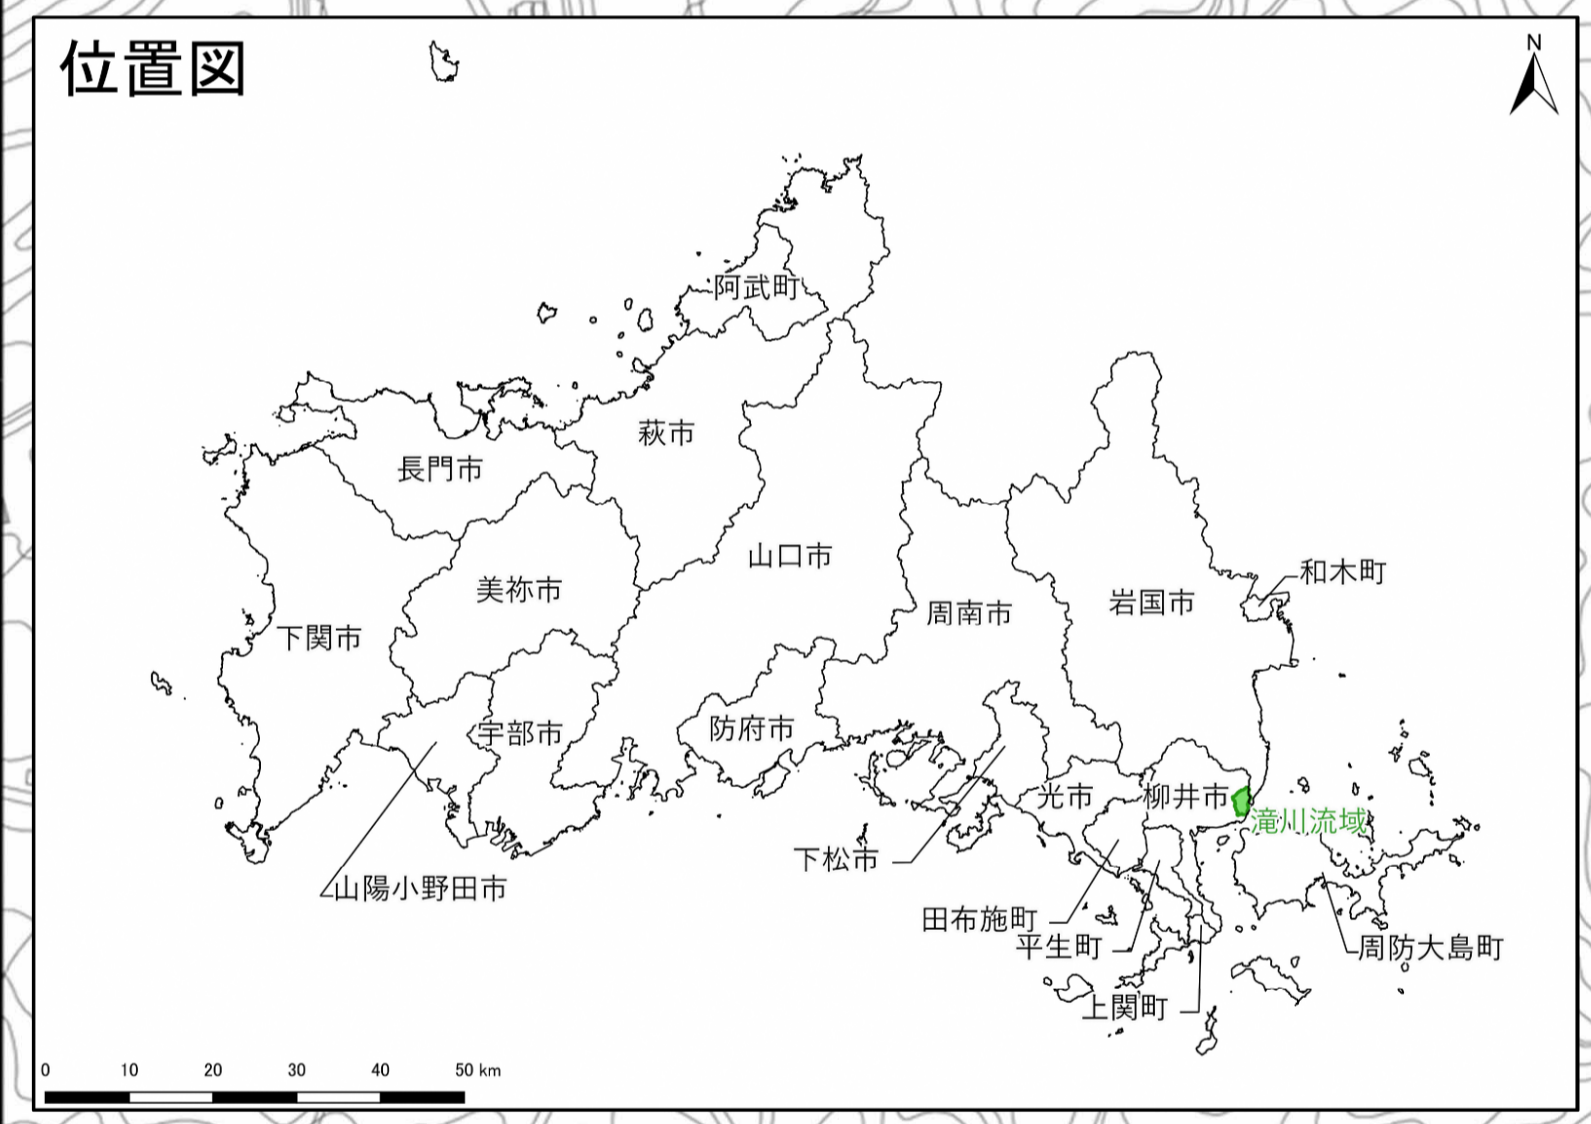 位置図
N
阿武町
萩市
長門市
山口市
和木町
美祢市
岩国市
周南市
下関市
防府市
宇部市
光市
柳井市
滝川流域
下松市
山陽小野田市
田布施町
平生町
周防大島町
上関町
0 10 20 30 40 50 km